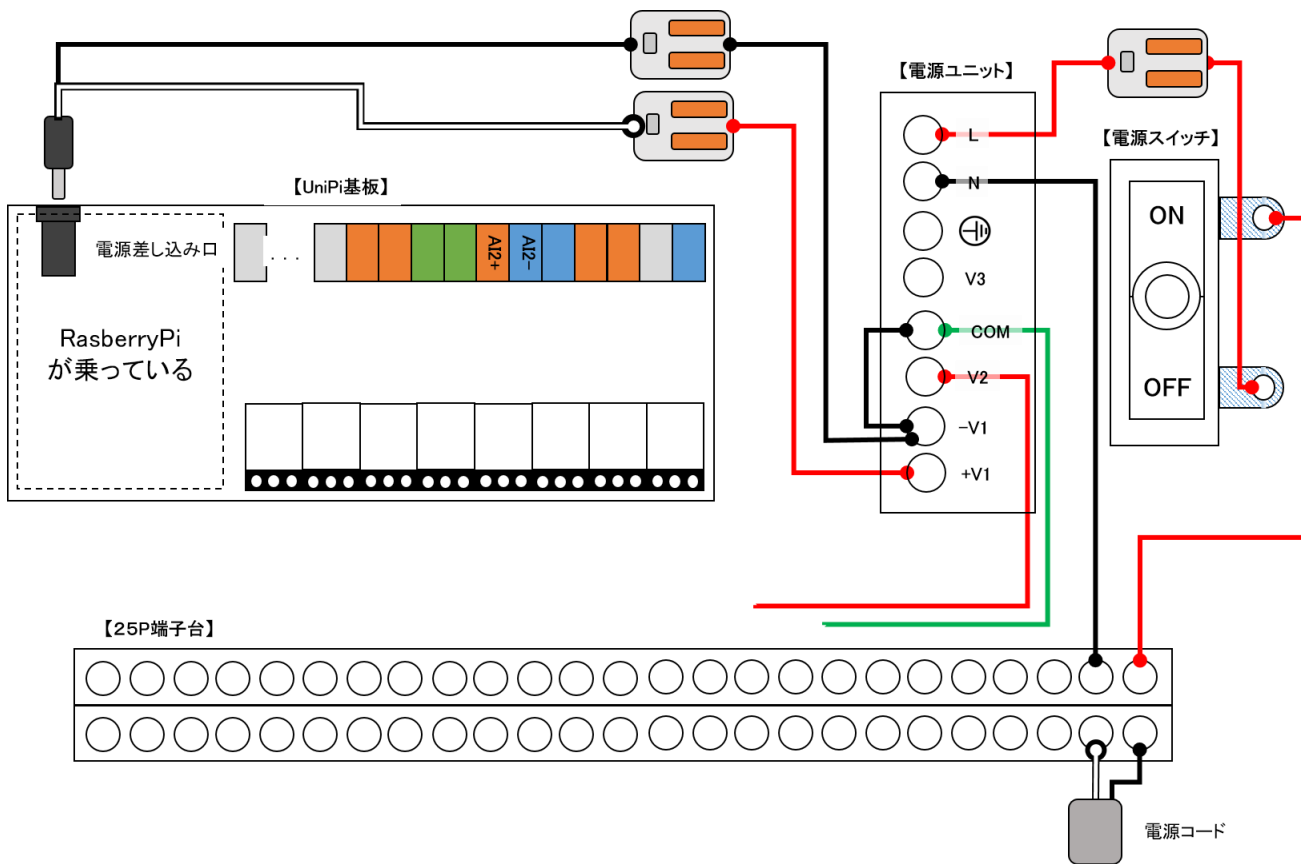 【電源ユニット】
L
【電源スイッチ】
【UniPi基板】
N
ON
電源差し込み口
・・・
AI2+
AI2-
V3
RasberryPi
が乗っている
COM
V2
OFF
-V1
+V1
【25P端子台】
電源コード